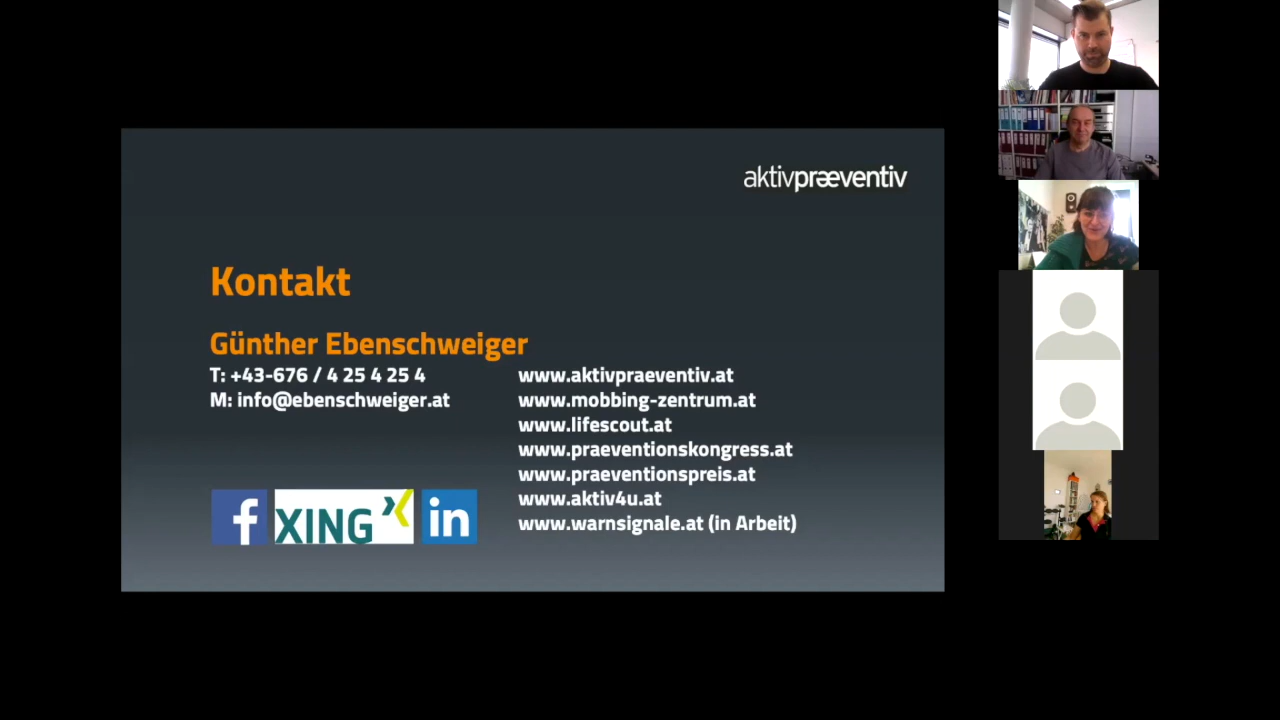 aktivpræventiv
Kontakt
Günther Ebenschweiger
T: +43-676 / 4 25 4 25 4
M: info@ebenschweiger.at
www.aktivpraeventiv.at
www.mobbing-zentrum.at
www.lifescout.at
www.praeventionskongress.at
www.praeventionspreis.at
www.aktiv4u.at
www.warnsignale.at (in Arbeit)
f XING in